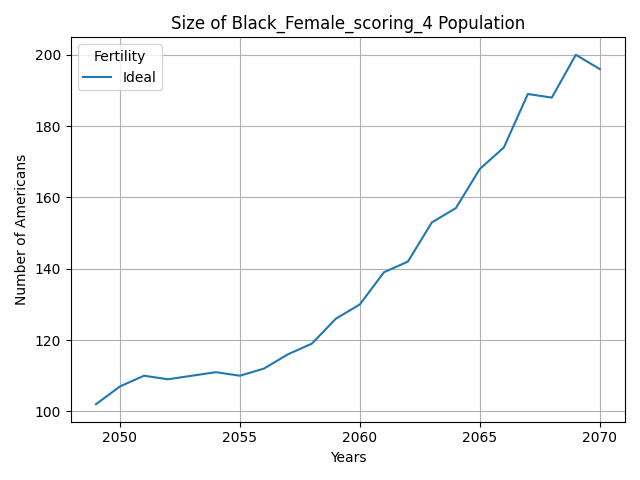 Size of Black_Female_scoring_4 Population
Fertility
Ideal
Number of Americans
200
180
160
140
120
100
2050 2055 2060 2065 2070
Years